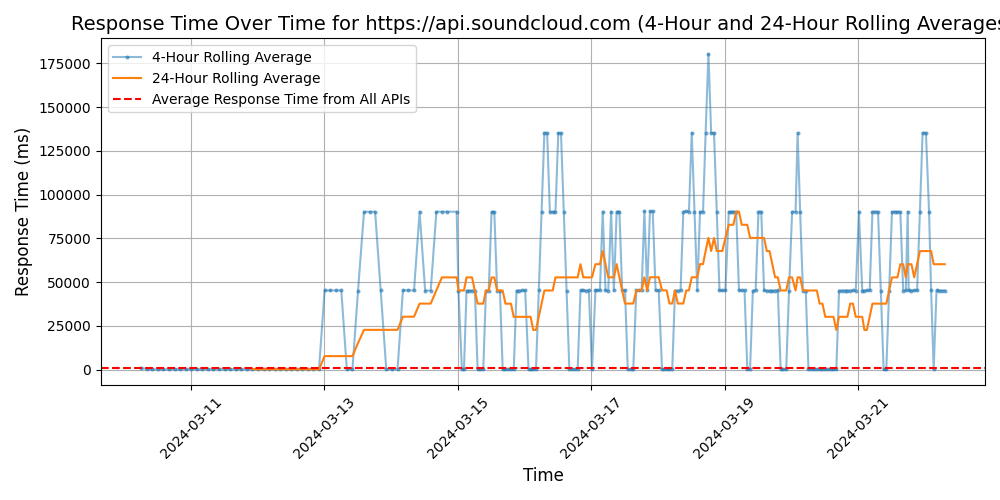 Response Time Over Time for https://api.soundcloud.com (4-Hour and 24-Hour Rolling Averages
4-Hour Rolling Average
24-Hour Rolling Average
Average Response Time from All APIs
175000
150000
125000
100000
75000
50000
25000
0
Response Time (ms)
2024-03-11
2024-03-13
2024-03-15
2024-03-17
2024-03-19
2024-03-21
Time